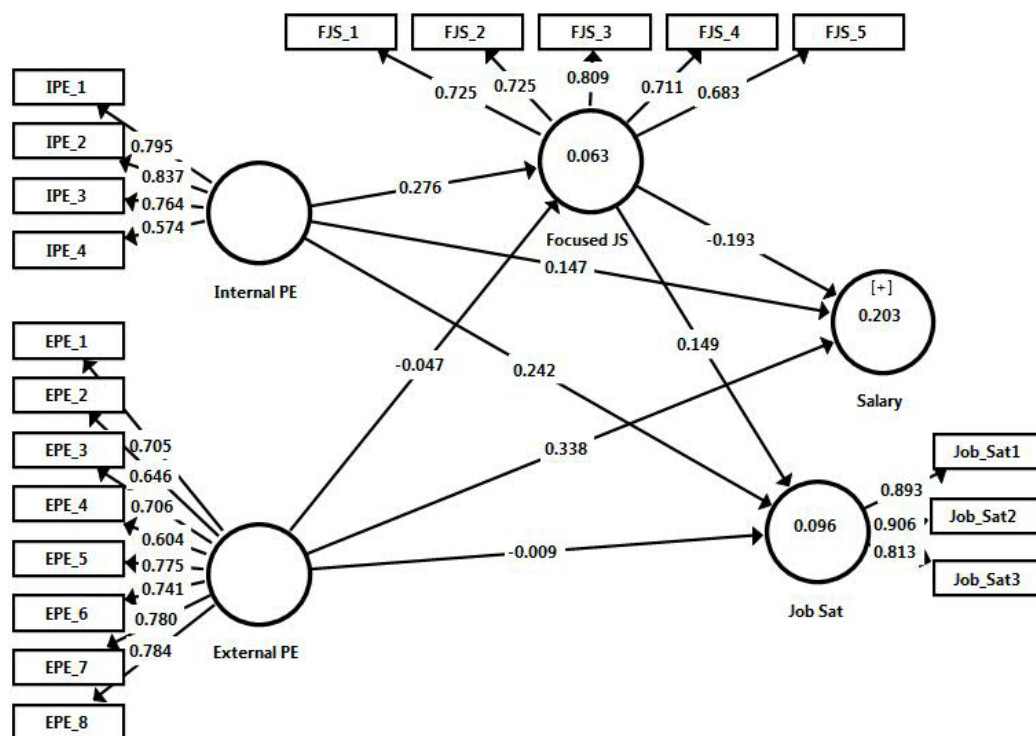 FJS_1
FJS_2
FJS_3
FJS_4
FJS_5
0.725
0.725
0.809
0.711
0.683
IPE_1
IPE_2
IPE_3
IPE_4
0.795
0.837
0.764
0.574
Internal PE
0.276
0.063
Focused JS
0.147
-0.193
[+]
0.203
Salary
EPE_1
EPE_2
EPE_3
EPE_4
EPE_5
EPE_6
EPE_7
EPE_8
0.705
0.646
0.706
0.604
0.775
0.741
0.780
0.784
External PE
-0.047
0.242
0.149
0.338
-0.009
0.096
Job Sat
0.893
0.906
0.813
Job_Sat1
Job_Sat2
Job_Sat3